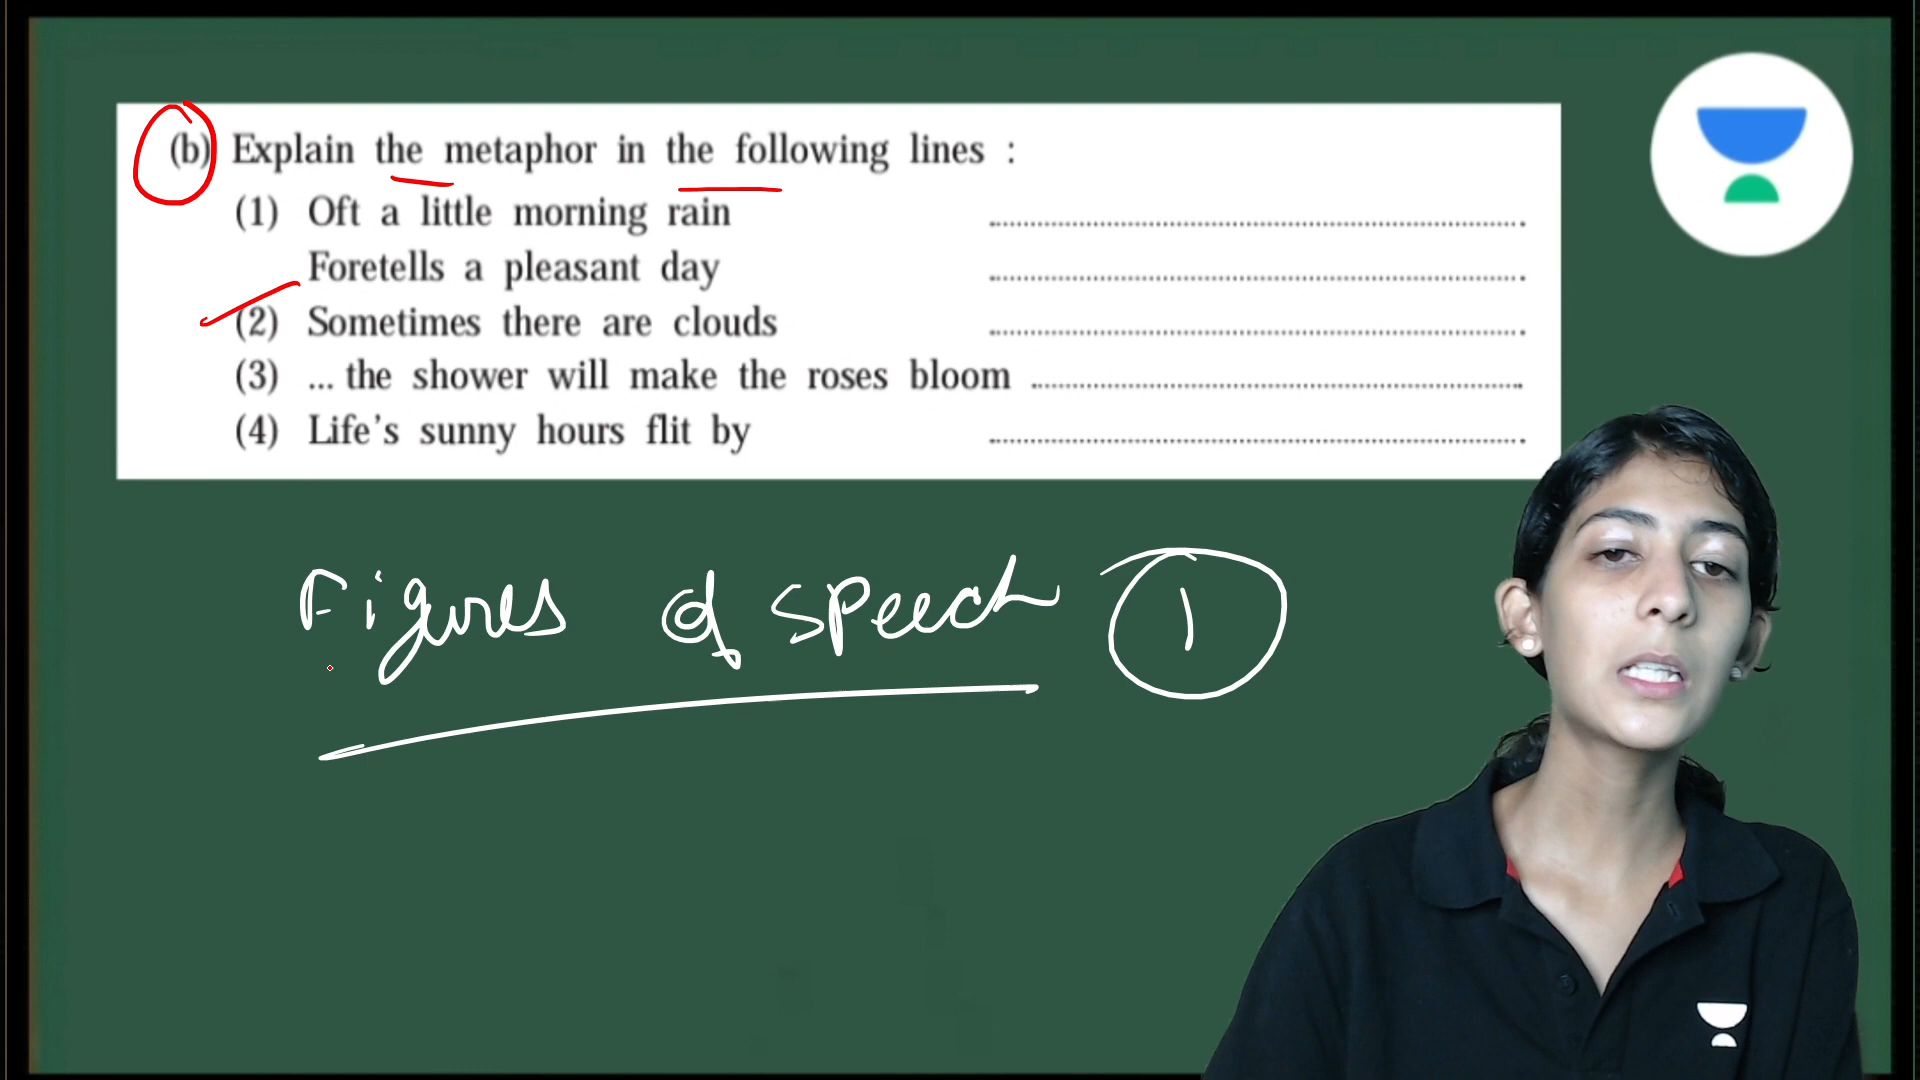 (b) Explain the metaphor in the following lines :
(1) Oft a little morning rain ..........
Foretells a pleasant day ..........
(2) Sometimes there are clouds ..........
(3) ... the shower will make the roses bloom ..........
(4) Life's sunny hours flit by ..........
Figures of speech 1